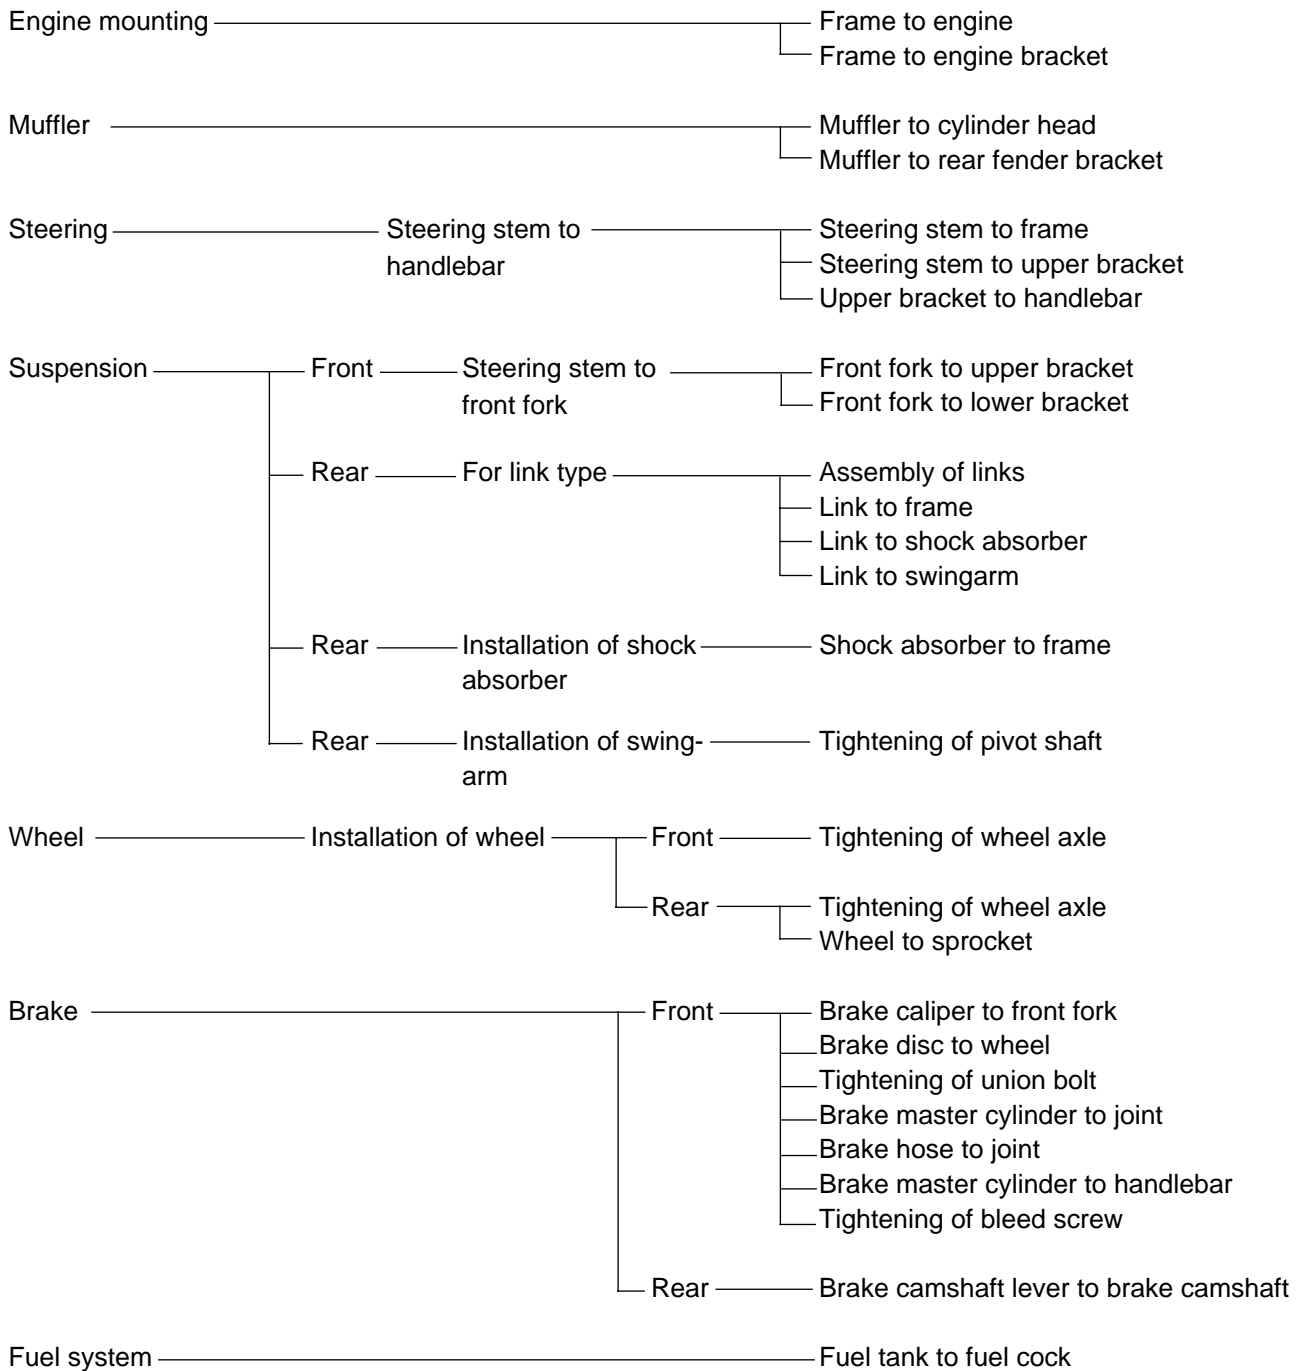 Engine mounting Frame to engine
Frame to engine bracket
Muffler Muffler to cylinder head
Muffler to rear fender bracket
Steering Steering stem to Steering stem to frame
handlebar Steering stem to upper bracket
Upper bracket to handlebar
Suspension Front Steering stem to Front fork to upper bracket
front fork Front fork to lower bracket
Rear For link type Assembly of links
Link to frame
Link to shock absorber
Link to swingarm
Rear Installation of shock Shock absorber to frame
absorber
Rear Installation of swing- Tightening of pivot shaft
arm
Wheel Installation of wheel Front Tightening of wheel axle
Rear Tightening of wheel axle
Wheel to sprocket
Brake Front Brake caliper to front fork
Brake disc to wheel
Tightening of union bolt
Brake master cylinder to joint
Brake hose to joint
Brake master cylinder to handlebar
Tightening of bleed screw
Rear Brake camshaft lever to brake camshaft
Fuel system Fuel tank to fuel cock